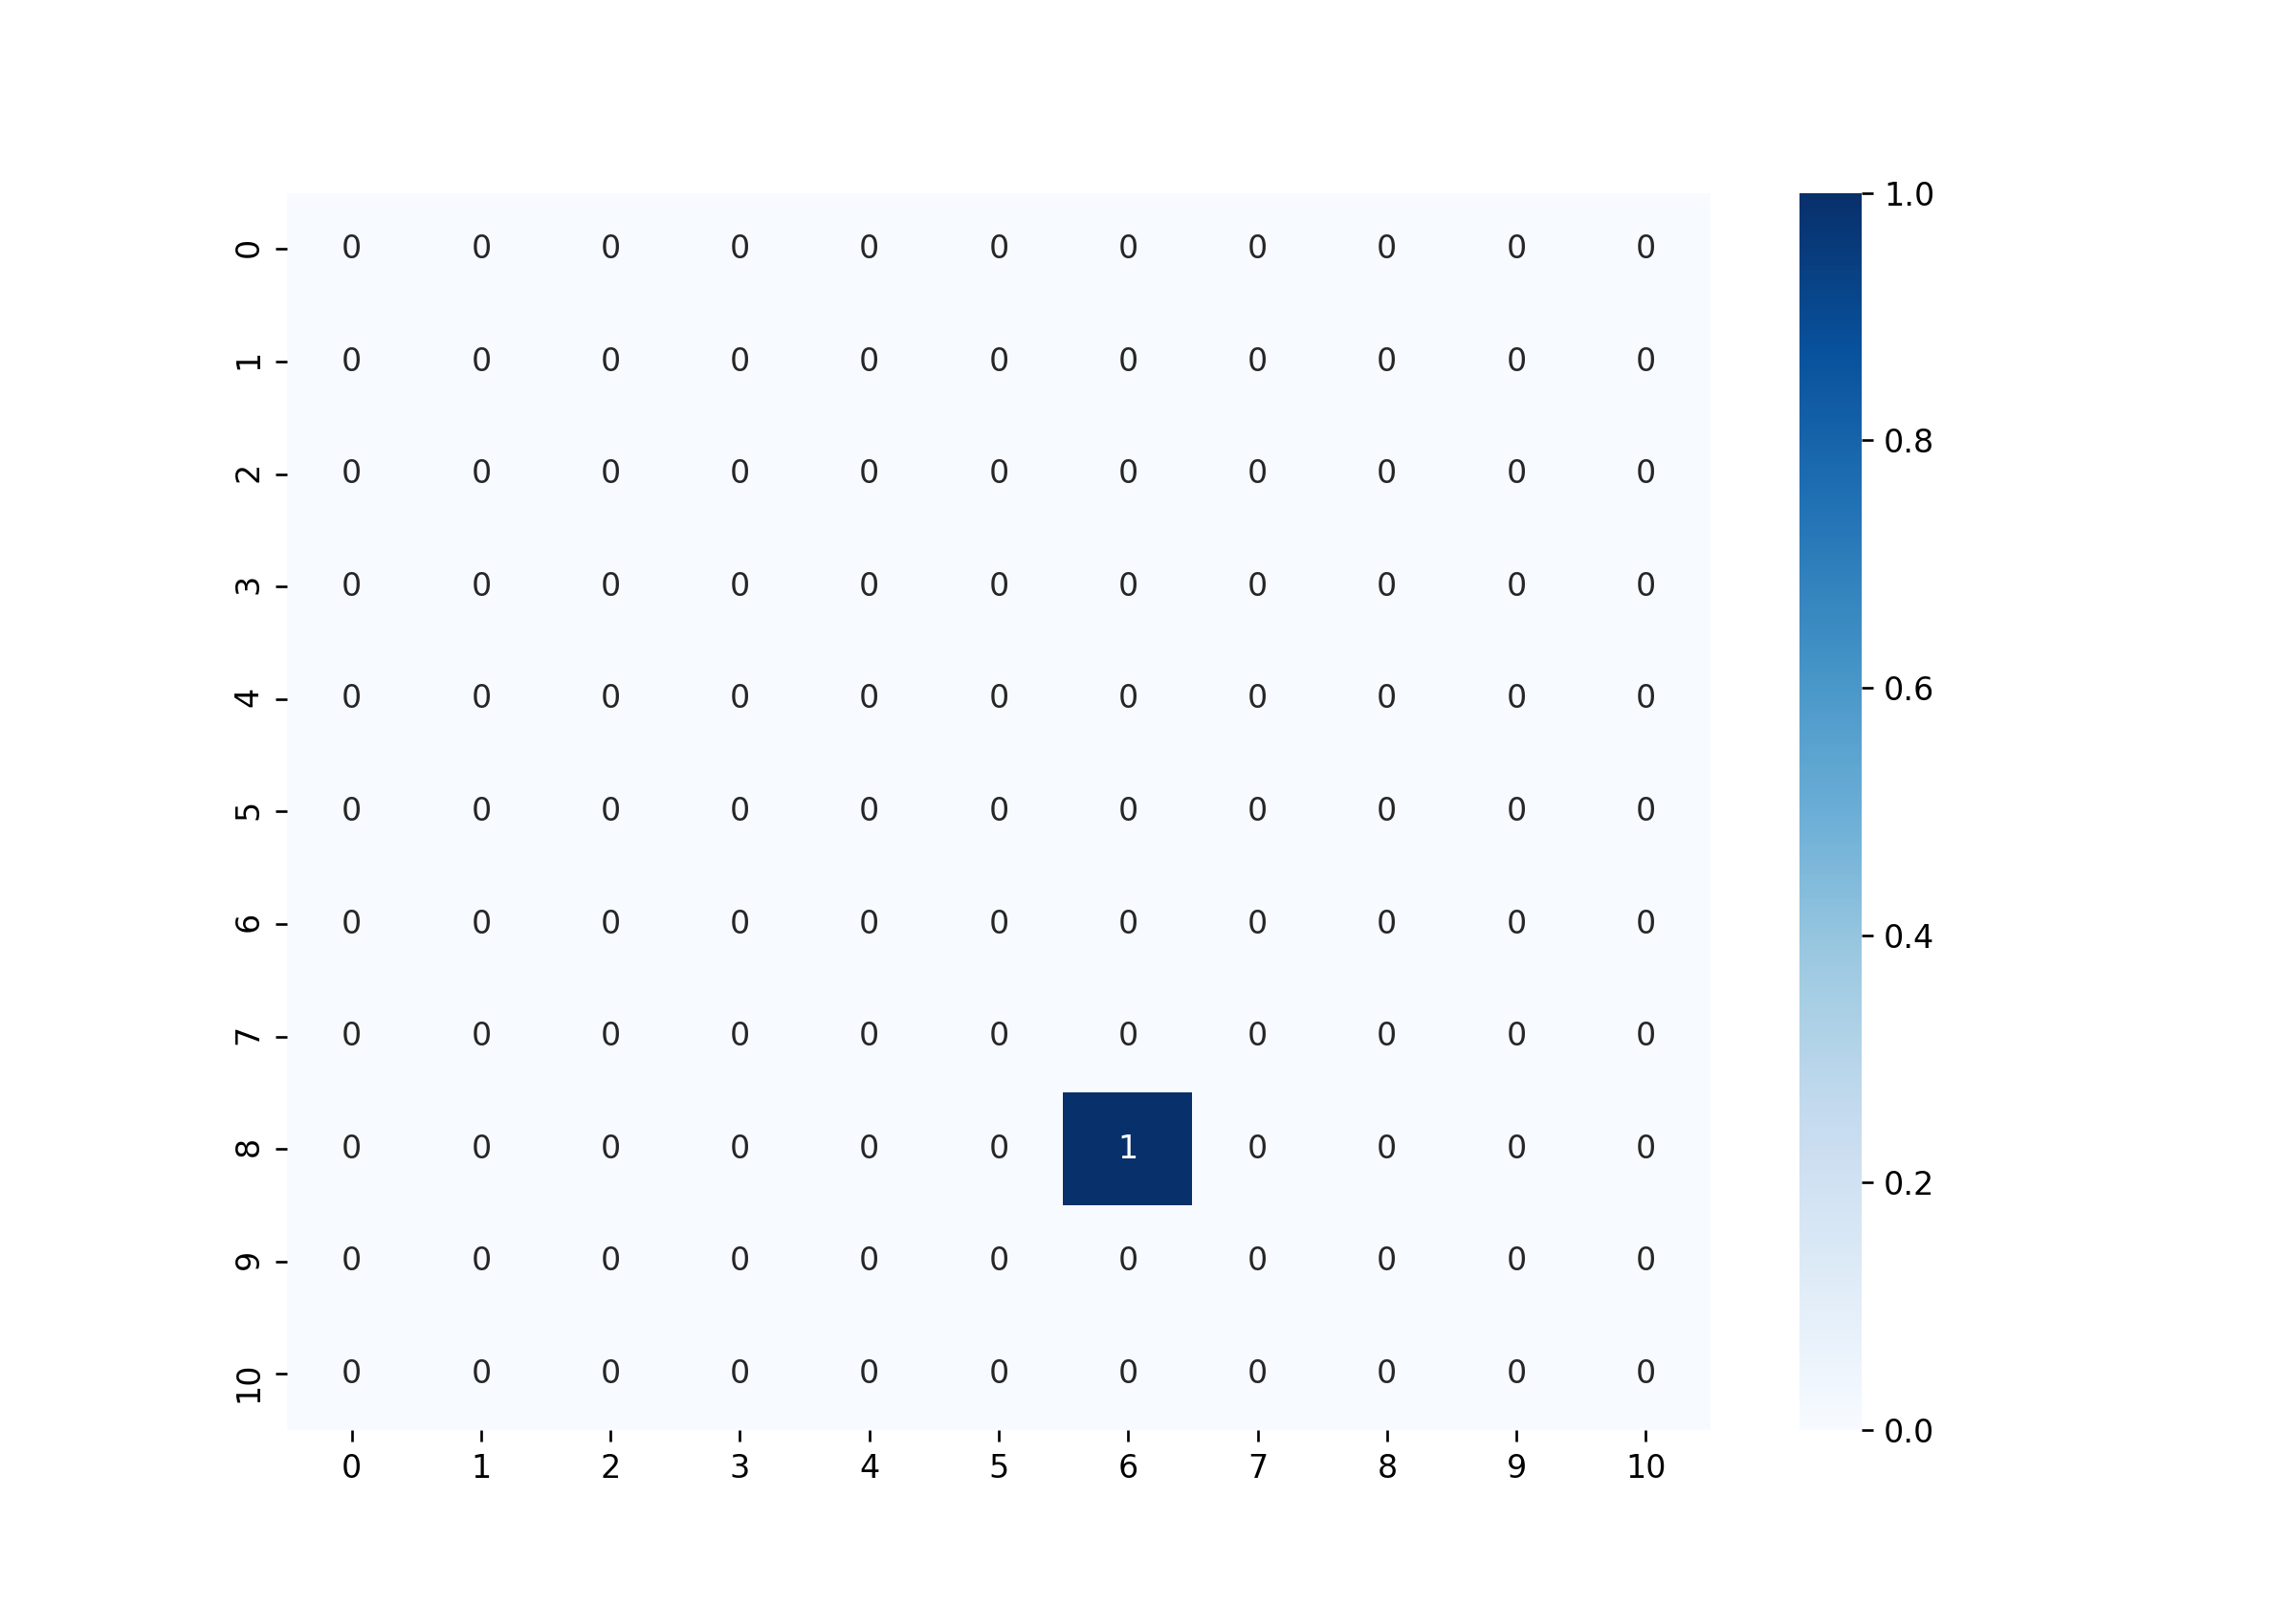 1.0
0 0 0 0 0 0 0 0 0 0 0 0
1 0 0 0 0 0 0 0 0 0 0 0
0.8
2 0 0 0 0 0 0 0 0 0 0 0
3 0 0 0 0 0 0 0 0 0 0 0
0.6
4 0 0 0 0 0 0 0 0 0 0 0
5 0 0 0 0 0 0 0 0 0 0 0
6 0 0 0 0 0 0 0 0 0 0 0
0.4
7 0 0 0 0 0 0 0 0 0 0 0
8 0 0 0 0 0 0 1 0 0 0 0
0.2
9 0 0 0 0 0 0 0 0 0 0 0
10 0 0 0 0 0 0 0 0 0 0 0
0.0
0 1 2 3 4 5 6 7 8 9 10